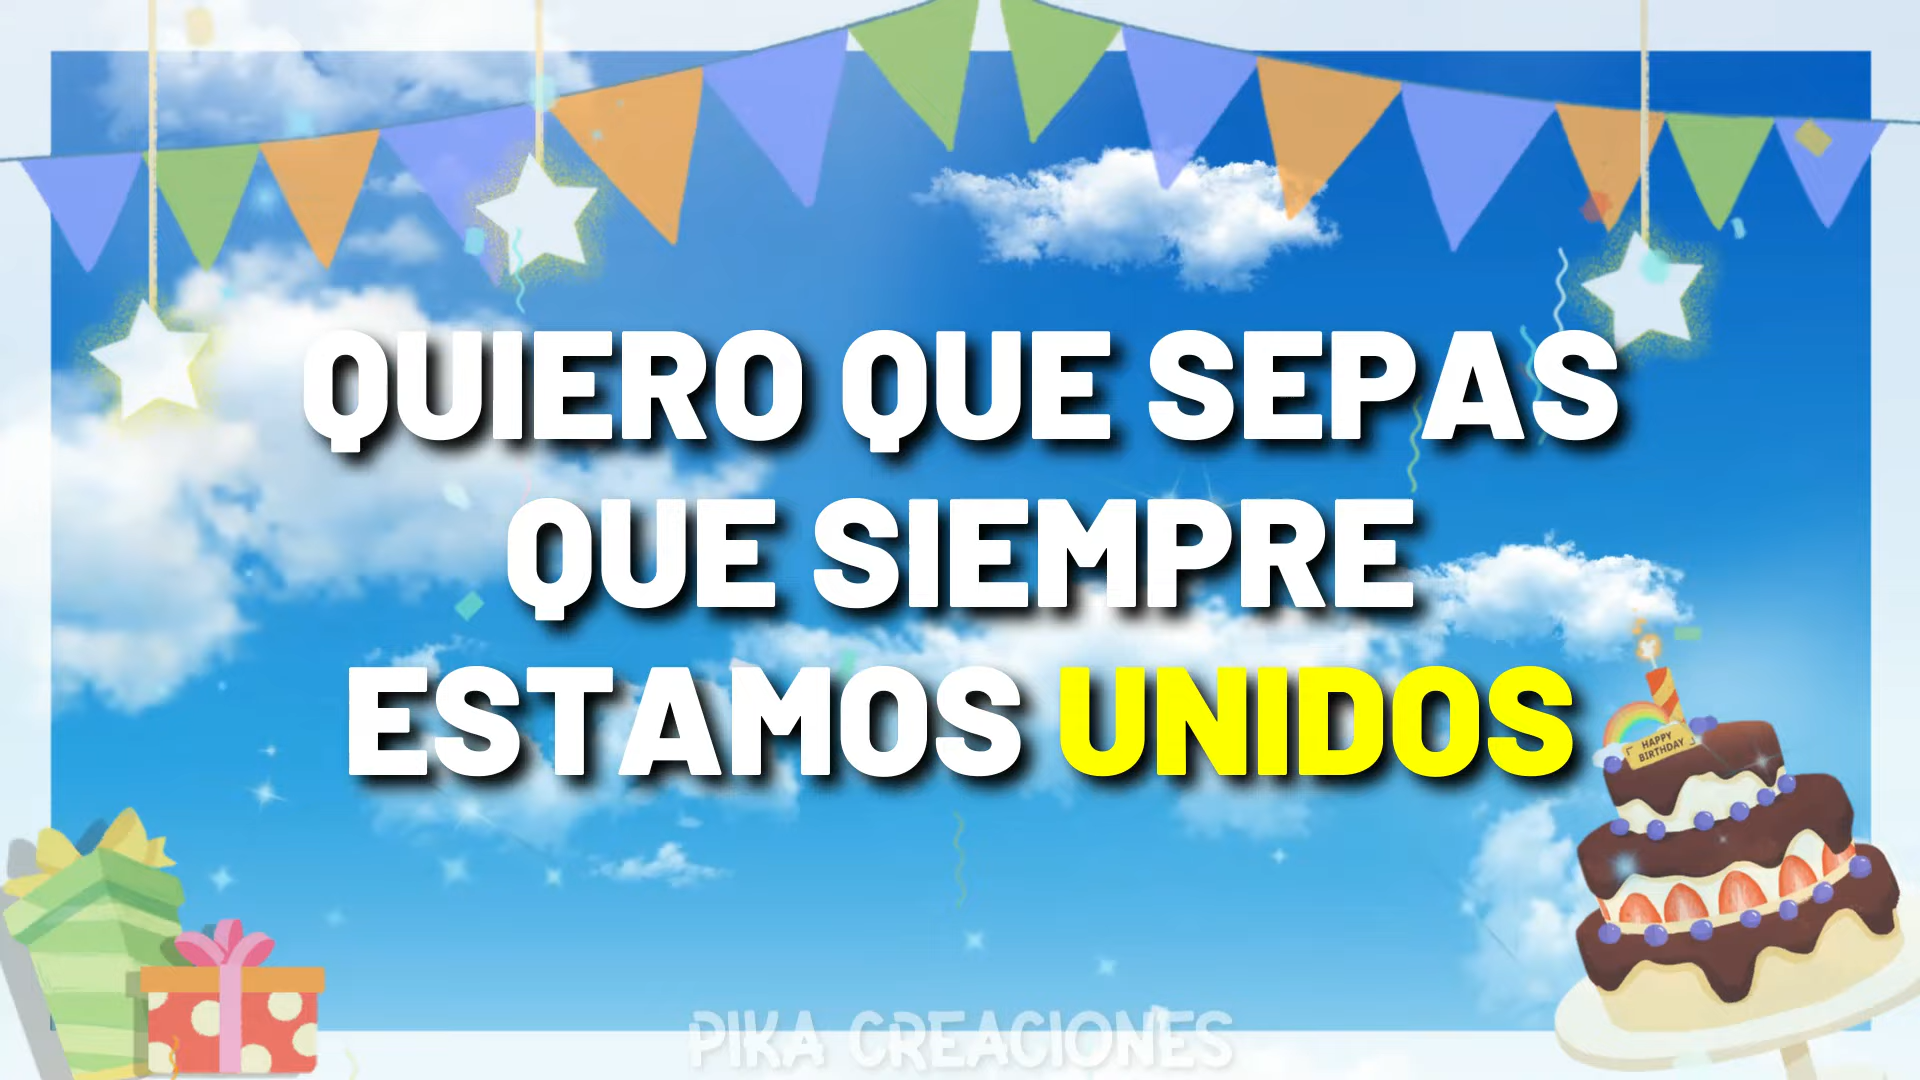 QUIERO QUE SEPAS
QUE SIEMPRE
ESTAMOS UNIDOS
HAPPY
BIRTHDAY
PIKA CREACIONES